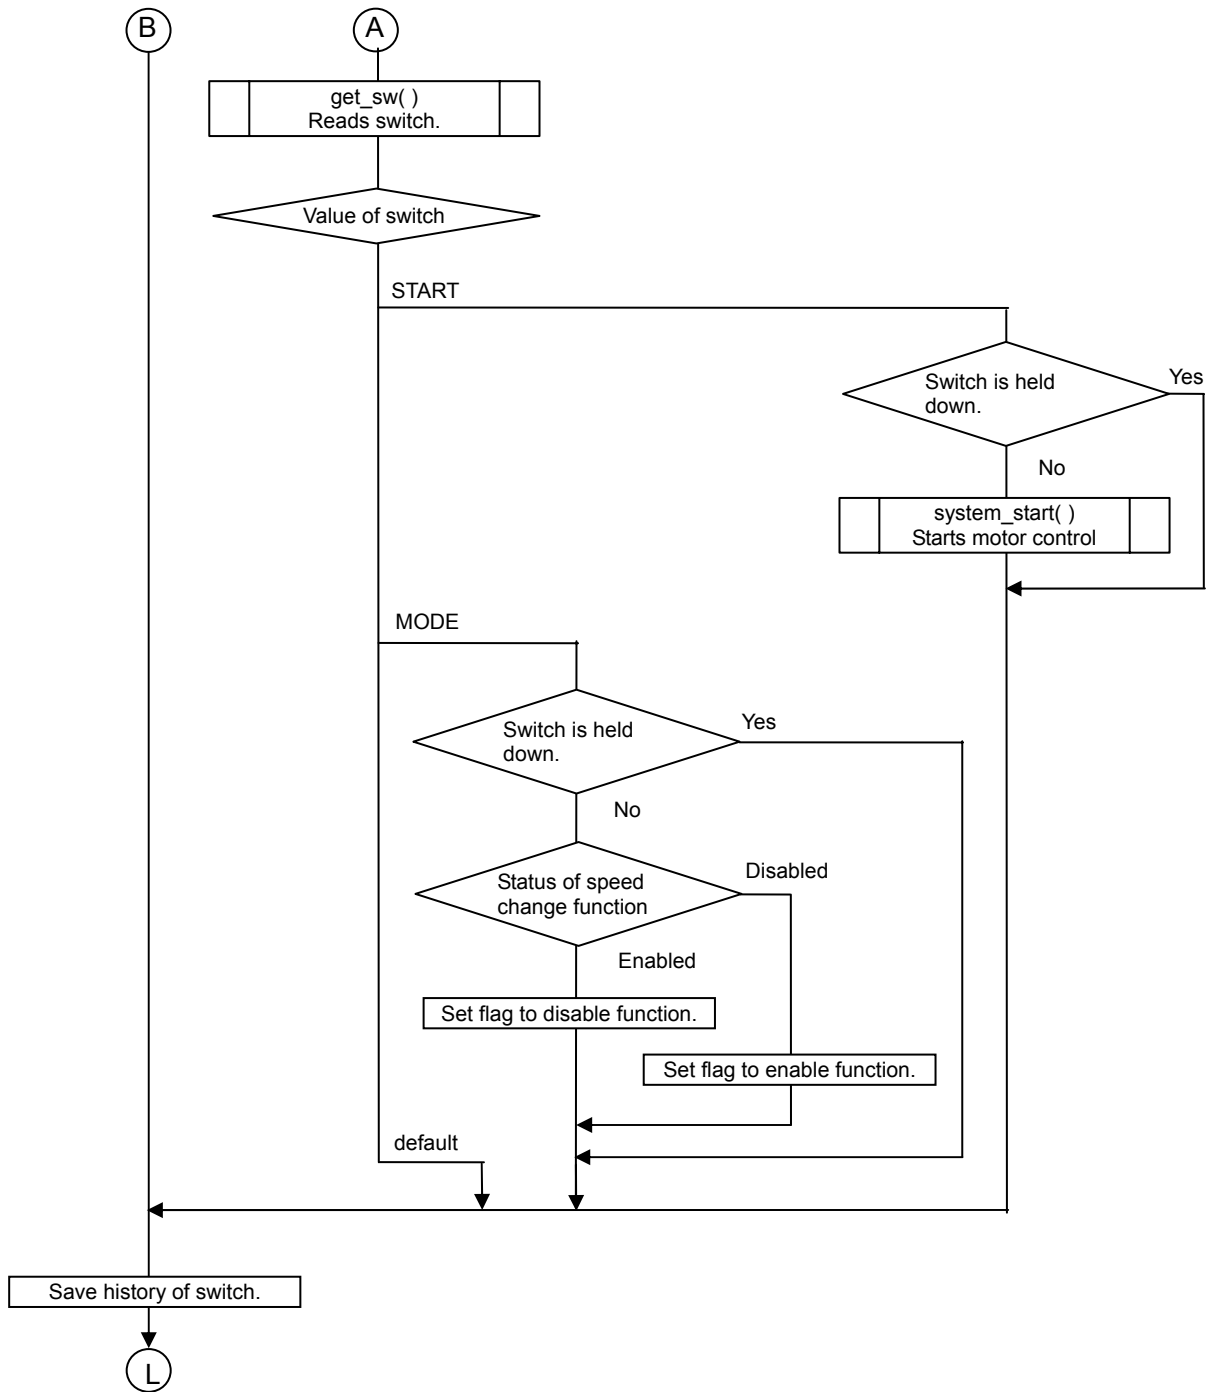 B
A
get_sw( )
Reads switch.
Value of switch
START
Switch is held
down.
Yes
No
system_start( )
Starts motor control
MODE
Switch is held
down.
Yes
No
Status of speed
change function
Disabled
Enabled
Set flag to disable function.
Set flag to enable function.
default
Save history of switch.
L